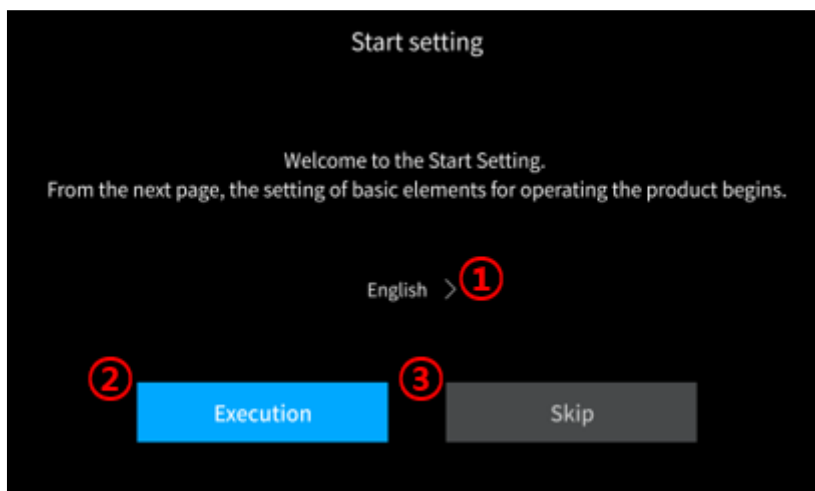 Start setting
Welcome to the Start Setting.
From the next page, the setting of basic elements for operating the product begins.
English > ①
② Execution ③ Skip